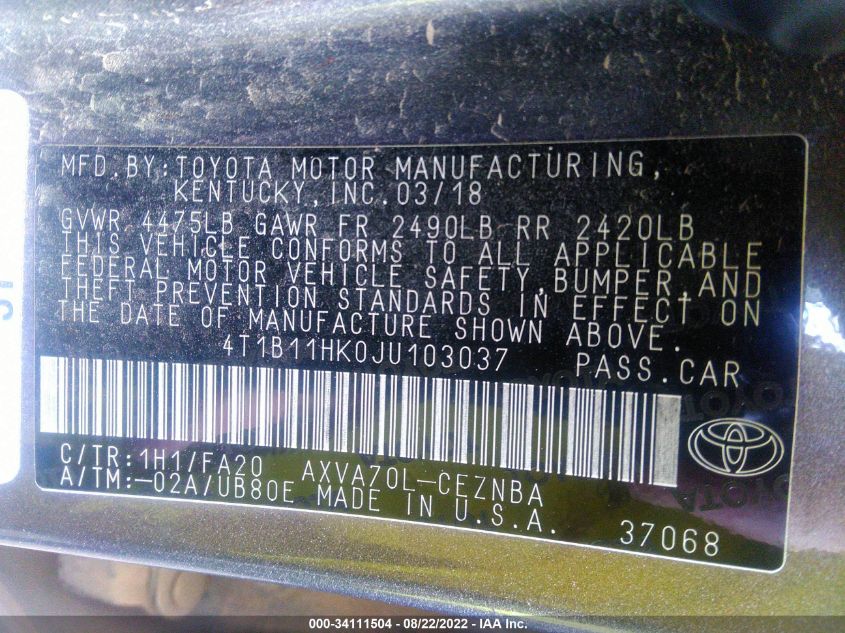 MFD.BY:TOYOTA MOTOR MANUFACTURING,
KENTUCKY,INC.03/18
GVWR 4475LB GAWR FR 2490LB RR 2420LB
THIS VEHICLE CONFORMS TO ALL APPLICABLE
FEDERAL MOTOR VEHICLE SAFETY,BUMPER,AND
THEFT PREVENTION STANDARDS IN EFFECT ON
THE DATE OF MANUFACTURE SHOWN ABOVE.
4T1B11HK0JU103037 PASS.CAR
C/TR:1H1/FA20 AXVA70L-CEZNBA
A/TM:-02A/UB80E MADE IN U.S.A.
37068
000-34111504 - 08/22/2022 - IAA Inc.